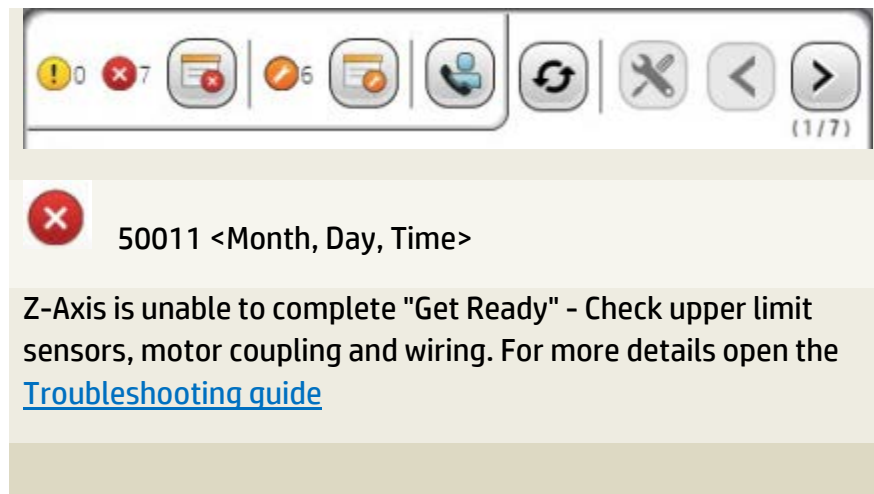 0 7 6
(1/7)
50011 <Month, Day, Time>
Z-Axis is unable to complete "Get Ready" - Check upper limit
sensors, motor coupling and wiring. For more details open the
Troubleshooting guide